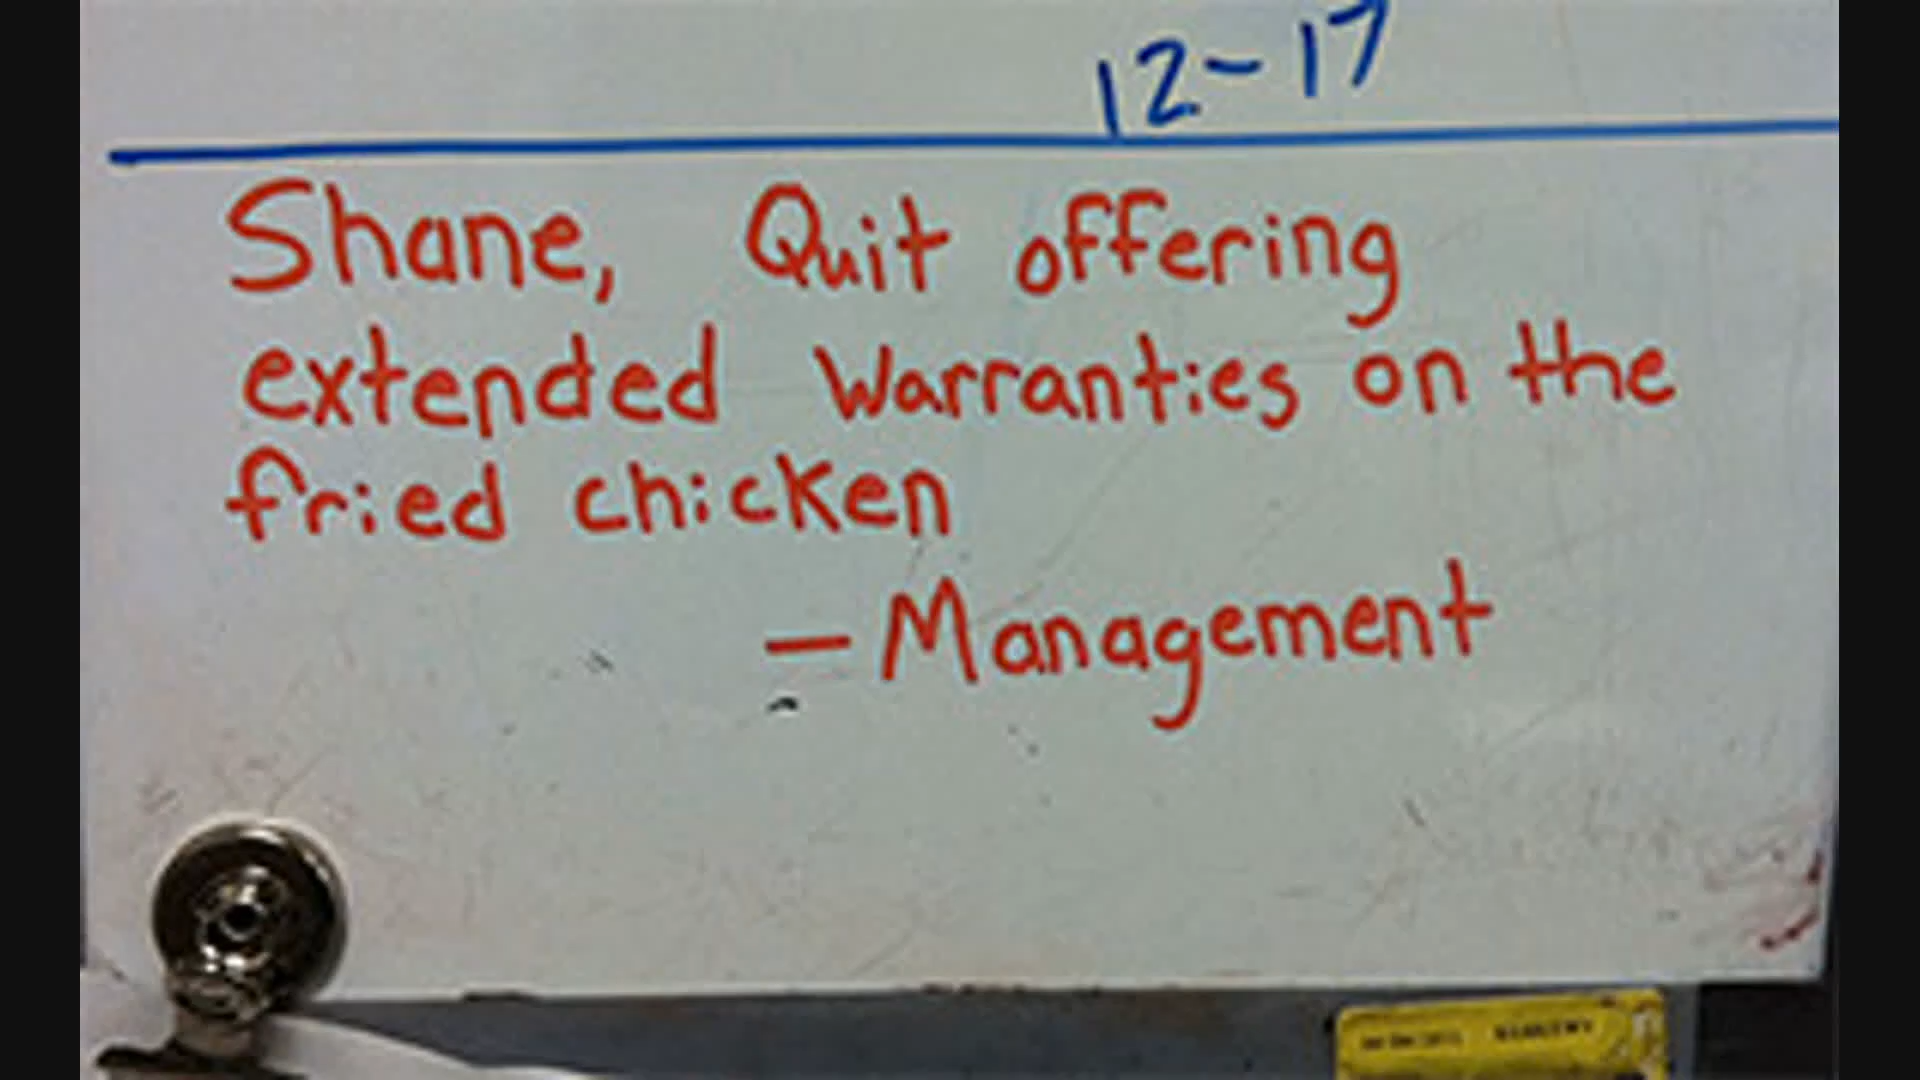 12-17
Shane, Quit offering
extended Warranties on the
fried chicken
- Management